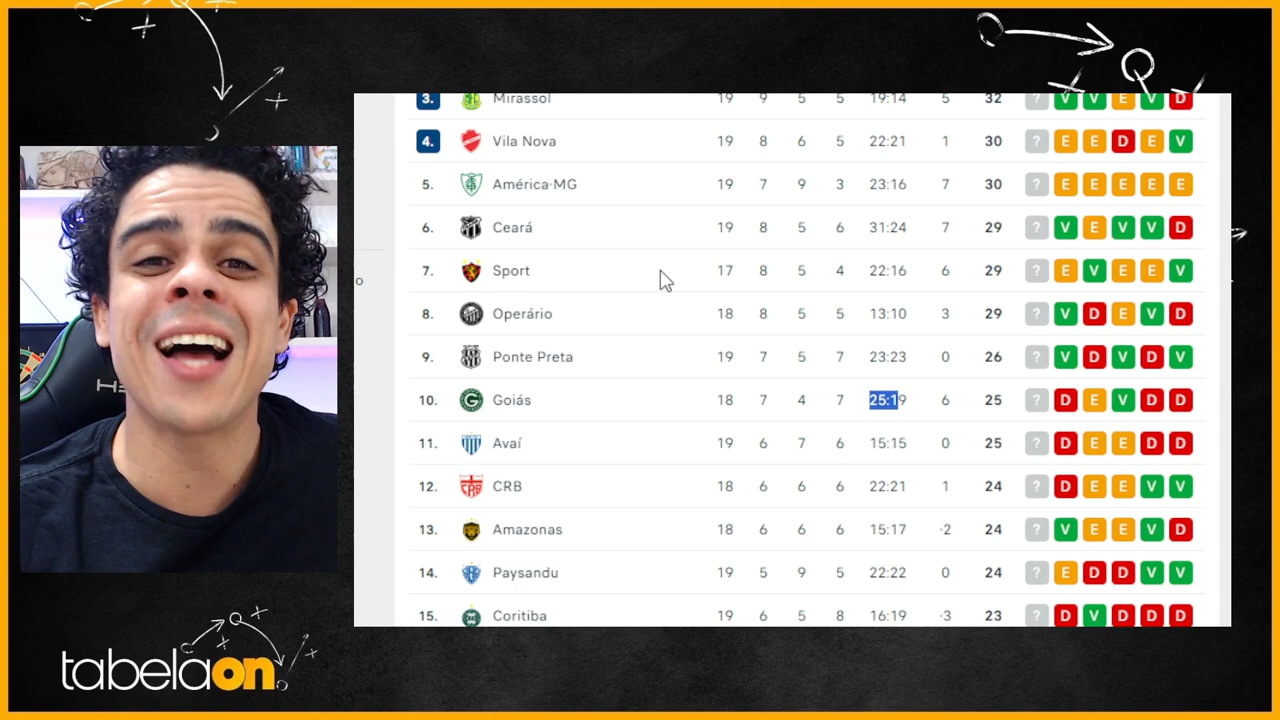 3. Mirassol 19 9 5 5 19:14 5 32 ? V V E V D
4. Vila Nova 19 8 6 5 22:21 1 30 ? E E D E V
5. América-MG 19 7 9 3 23:16 7 30 ? E E E E E
6. Ceará 19 8 5 6 31:24 7 29 ? V E V V D
o
7. Sport 17 8 5 4 22:16 6 29 ? E V E E V
8. Operário 18 8 5 5 13:10 3 29 ? V D E V D
9. Ponte Preta 19 7 5 7 23:23 0 26 ? V D V D V
10. Goiás 18 7 4 7 25:19 6 25 ? D E V D D
11. Avaí 19 6 7 6 15:15 0 25 ? D E E D D
12. CRB 18 6 6 6 22:21 1 24 ? D E E V V
13. Amazonas 18 6 6 6 15:17 -2 24 ? V E E V D
14. Paysandu 19 5 9 5 22:22 0 24 ? E D D V V
15. Coritiba 19 6 5 8 16:19 -3 23 ? D V D D D
tabelaon